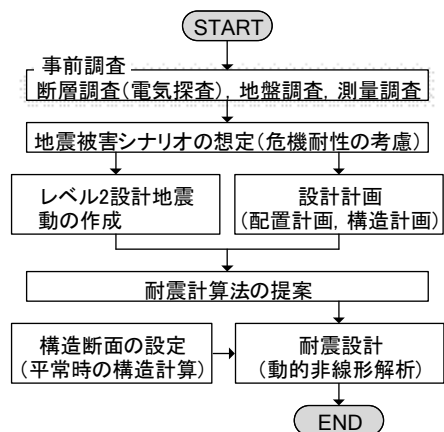 START
事前調査
断層調査(電気探査), 地盤調査, 測量調査
地震被害シナリオの想定(危機耐性の考慮)
レベル2設計地震
動の作成
設計計画
(配置計画, 構造計画)
耐震計算法の提案
構造断面の設定
(平常時の構造計算)
耐震設計
(動的非線形解析)
END